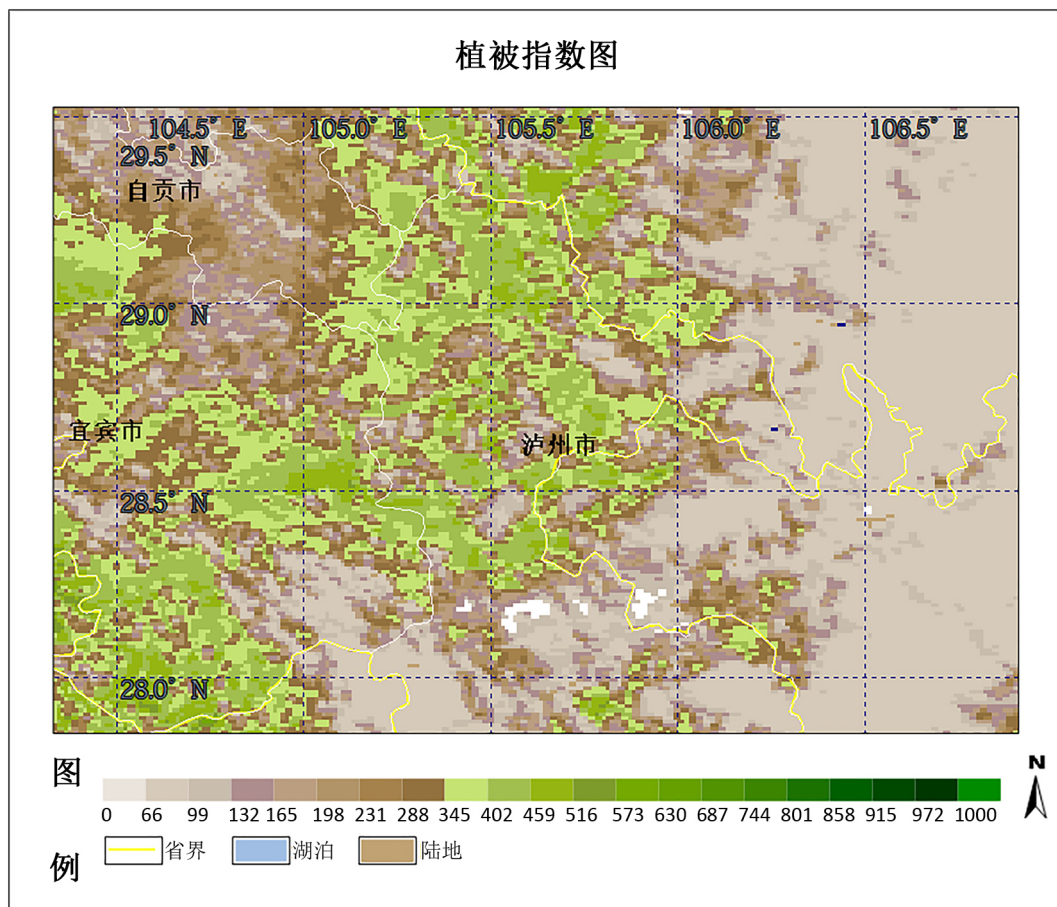 植被指数图
104.5° E 105.0° E 105.5° E 106.0° E 106.5° E
29.5° N
自贡市
29.0° N
宜宾市
泸州市
28.5° N
28.0° N
图
N
0 66 99 132 165 198 231 288 345 402 459 516 573 630 687 744 801 858 915 972 1000
省界 湖泊 陆地
例